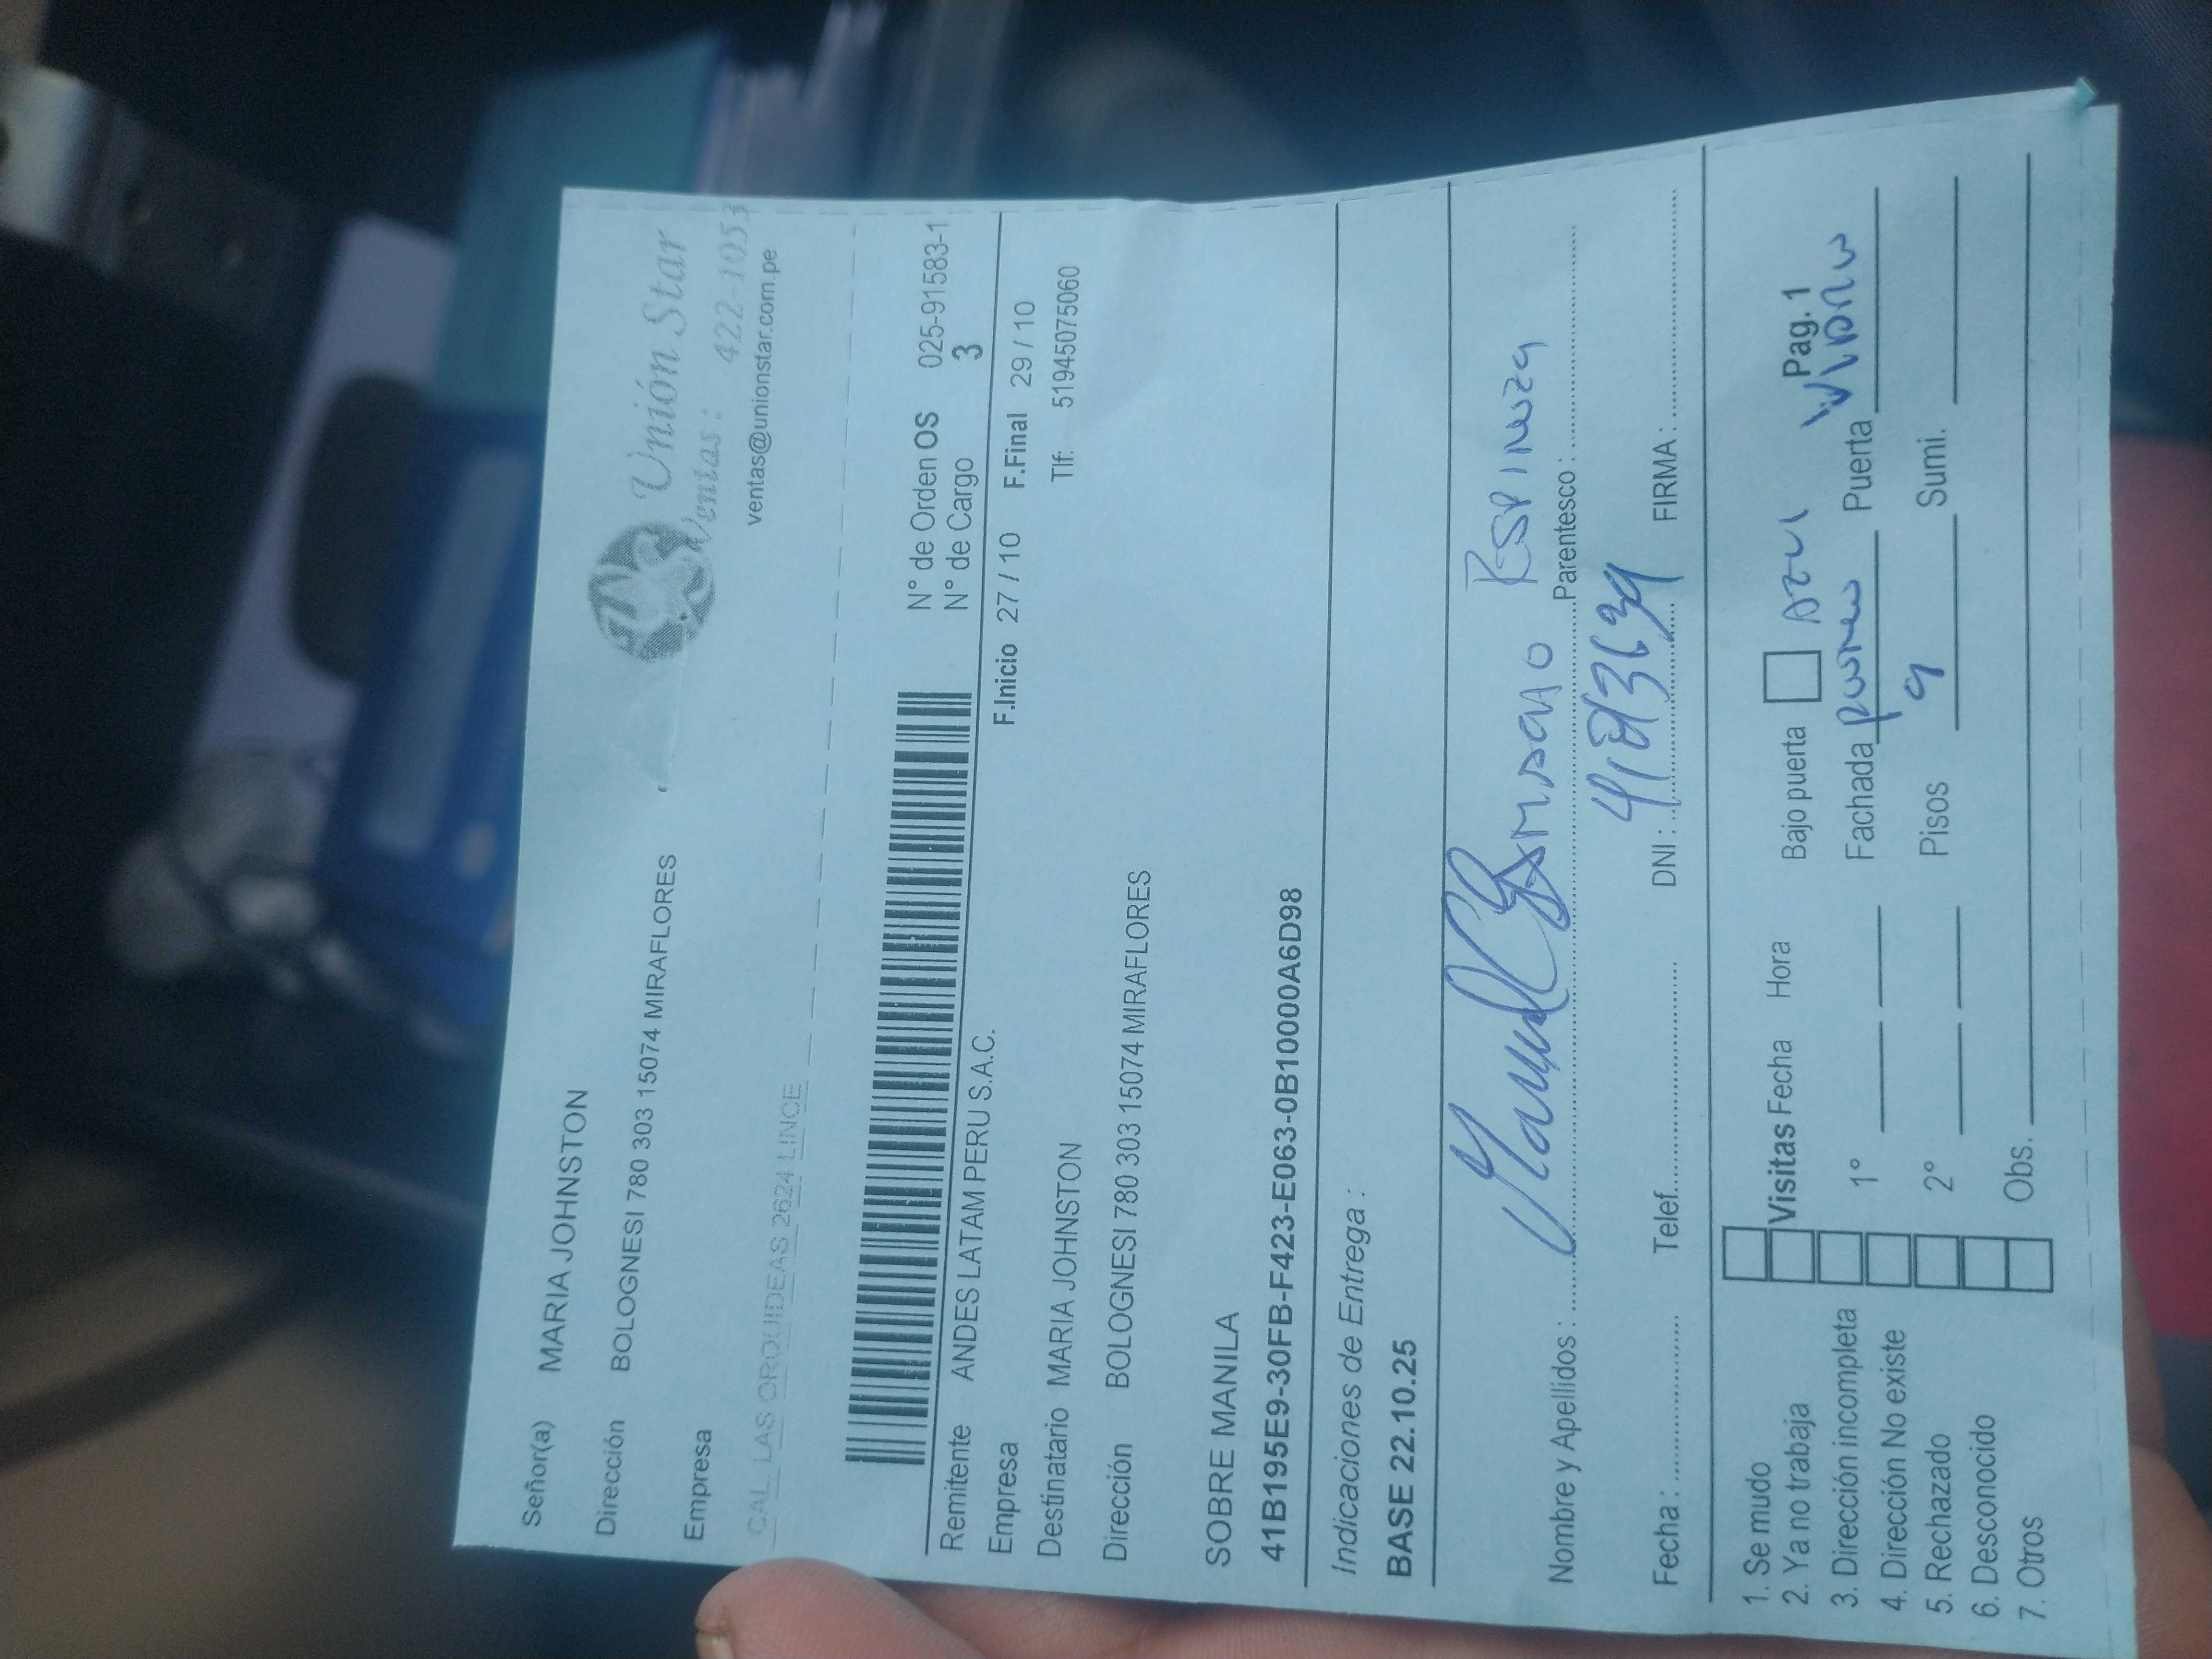 Señor(a) MARIA JOHNSTON
Dirección BOLOGNESI 780 303 15074 MIRAFLORES
Empresa
CAL. LAS ORQUIDEAS 2624 LINCE
Unión Star
Ventas : 422-1053
ventas@unionstar.com.pe
N° de Orden OS 025-91583-1
N° de Cargo 3
Remitente ANDES LATAM PERU S.A.C.
Empresa
F.Inicio 27 / 10 F.Final 29 / 10
Destinatario MARIA JOHNSTON
Tlf: 51945075060
Dirección BOLOGNESI 780 303 15074 MIRAFLORES
SOBRE MANILA
41B195E9-30FB-F423-E063-0B10000A6D98
Indicaciones de Entrega :
BASE 22.10.25
Nombre y Apellidos : Espinoza
Parentesco :
Fecha : Telef. DNI : FIRMA :
1. Se mudo
2. Ya no trabaja
3. Dirección incompleta
4. Dirección No existe
5. Rechazado
6. Desconocido
7. Otros
Visitas Fecha Hora
1°
2°
Obs.
Bajo puerta Azul Pag. 1
Fachada Puerta Vidrio
Pisos 9 Sumi.